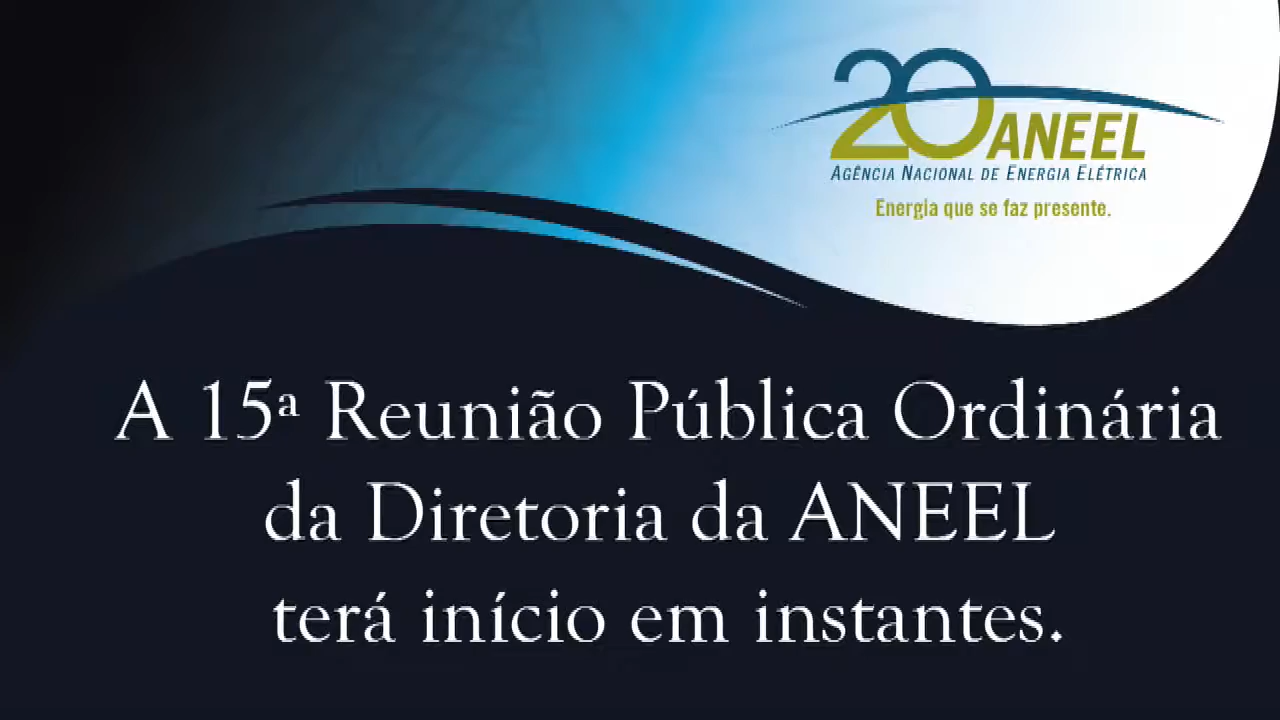 20 ANEEL
AGÊNCIA NACIONAL DE ENERGIA ELÉTRICA
Energia que se faz presente.
A 15ª Reunião Pública Ordinária
da Diretoria da ANEEL
terá início em instantes.